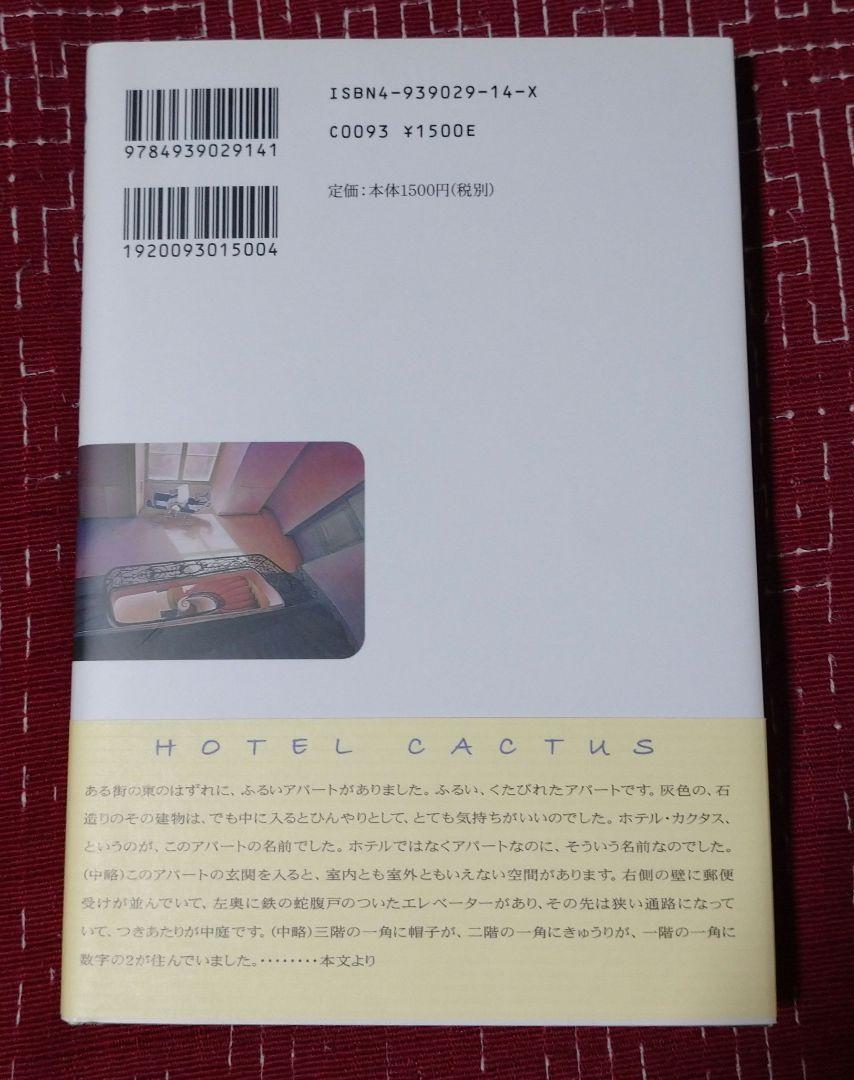 ISBN4-939029-14-X
9784939029141
C0093 ¥1500E
定価：本体1500円(税別)
1920093015004
HOTEL CACTUS
ある街の東のはずれに、ふるいアパートがありました。ふるい、くたびれたアパートです。灰色の、石
造りのその建物は、でも中に入るとひんやりとして、とても気持ちがいいのでした。ホテル・カクタス、
というのが、このアパートの名前でした。ホテルではなくアパートなのに、そういう名前なのでした。
(中略)このアパートの玄関を入ると、室内とも室外ともいえない空間があります。右側の壁に郵便
受けが並んでいて、左奥に鉄の蛇腹戸のついたエレベーターがあり、その先は狭い通路になって
いて、つきあたりが中庭です。(中略)三階の一角に帽子が、二階の一角にきゅうりが、一階の一角に
数字の2が住んでいました。‥‥‥‥本文より